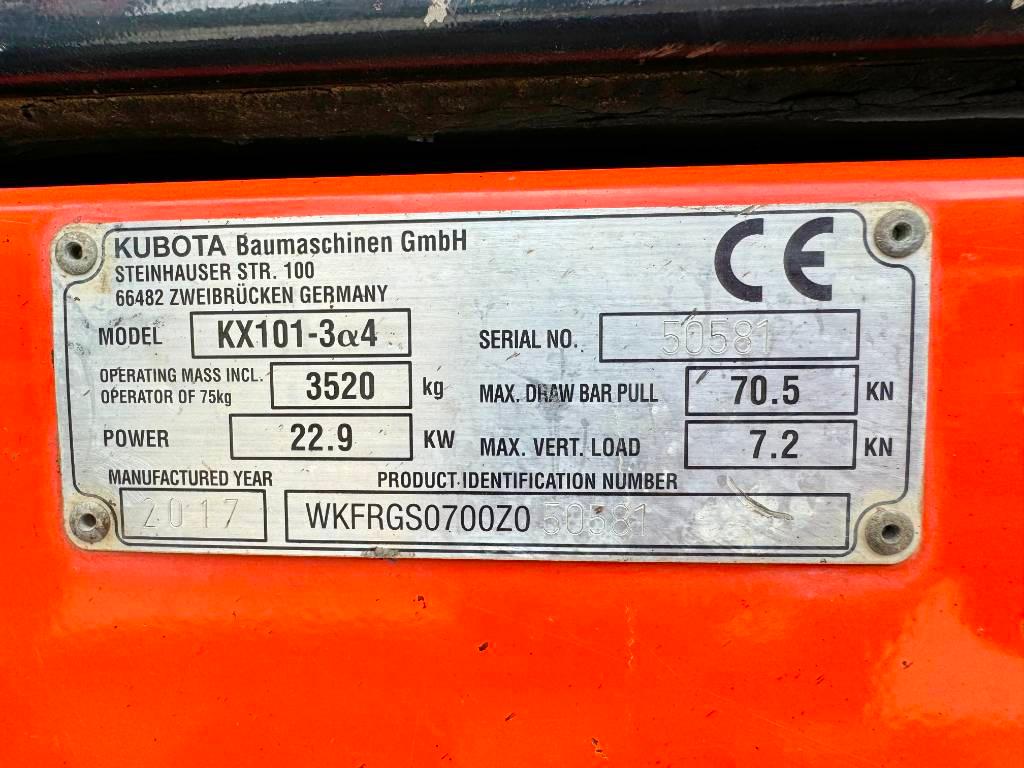 KUBOTA Baumaschinen GmbH
STEINHAUSER STR. 100
66482 ZWEIBRÜCKEN GERMANY
CE
MODEL KX101-3α4
SERIAL NO. 50581
OPERATING MASS INCL.
OPERATOR OF 75kg 3520 kg
MAX. DRAW BAR PULL 70.5 KN
POWER 22.9 KW
MAX. VERT. LOAD 7.2 KN
MANUFACTURED YEAR
2017
PRODUCT IDENTIFICATION NUMBER
WKFRGS0700Z050581